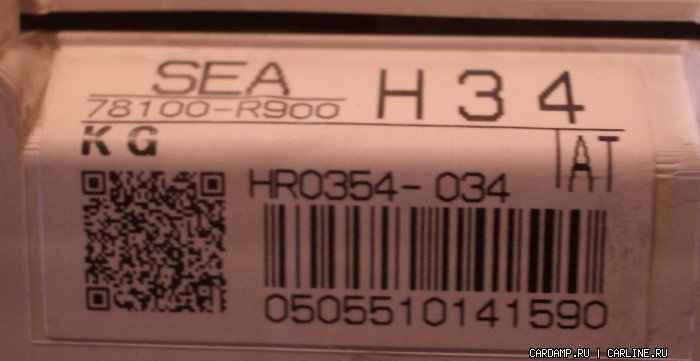 SEA H34
78100-R900
KG AT
HR0354-034
0505510141590
CARDAMP.RU | CARLINE.RU